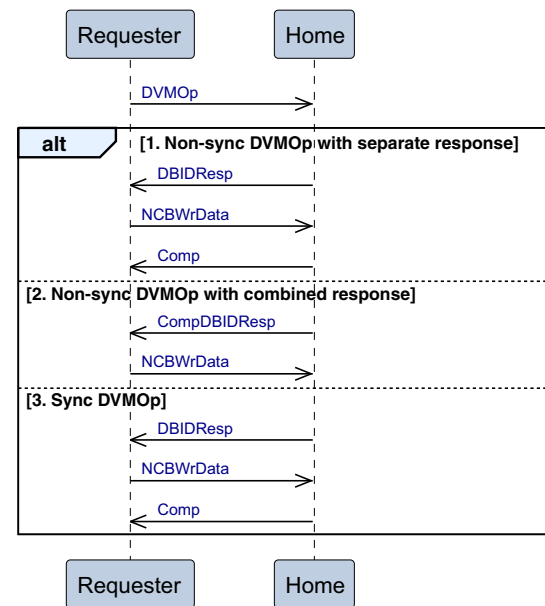 Requester Home
DVMOp
alt [1. Non-sync DVMOp with separate response]
DBIDResp
NCBWrData
Comp
[2. Non-sync DVMOp with combined response]
CompDBIDResp
NCBWrData
[3. Sync DVMOp]
DBIDResp
NCBWrData
Comp
Requester Home